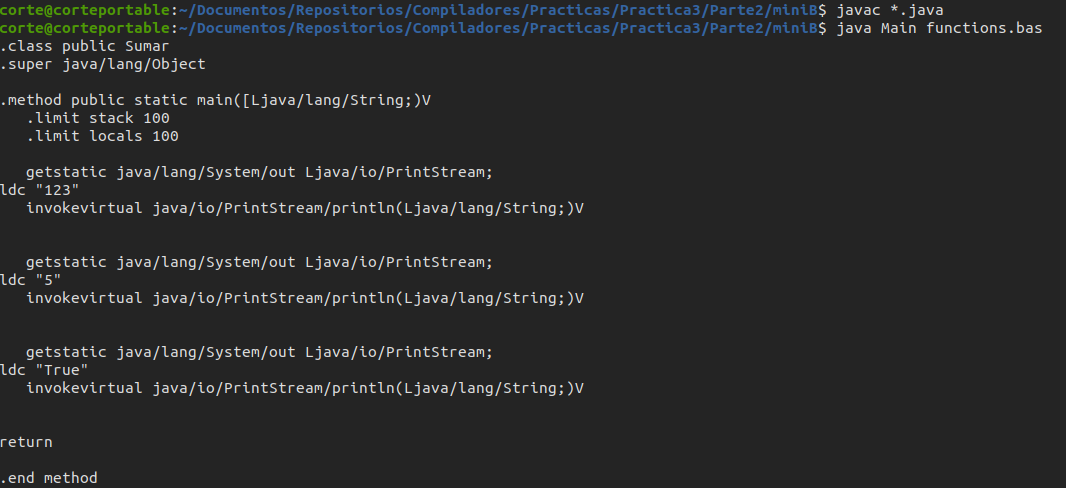 corte@corteportable:~/Documentos/Repositorios/Compiladores/Practicas/Practica3/Parte2/miniB$ javac *.java
corte@corteportable:~/Documentos/Repositorios/Compiladores/Practicas/Practica3/Parte2/miniB$ java Main functions.bas
.class public Sumar
.super java/lang/Object
.method public static main([Ljava/lang/String;)V
   .limit stack 100
   .limit locals 100
   getstatic java/lang/System/out Ljava/io/PrintStream;
ldc "123"
   invokevirtual java/io/PrintStream/println(Ljava/lang/String;)V
   getstatic java/lang/System/out Ljava/io/PrintStream;
ldc "5"
   invokevirtual java/io/PrintStream/println(Ljava/lang/String;)V
   getstatic java/lang/System/out Ljava/io/PrintStream;
ldc "True"
   invokevirtual java/io/PrintStream/println(Ljava/lang/String;)V
return
.end method